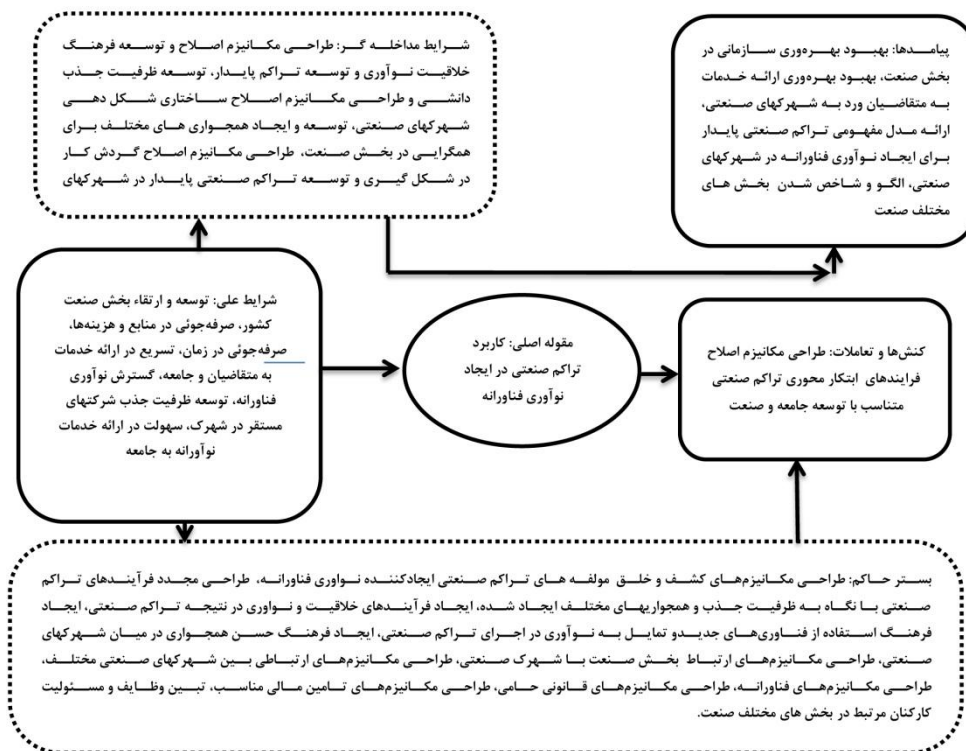 شرایط مداخله گر: طراحی مکانیزم اصلاح و توسعه فرهنگ
خلاقیت نوآوری و توسعه تراکم پایدار، توسعه ظرفیت جذب
دانشی و طراحی مکانیزم اصلاح ساختاری شکل دهی
شهرکهای صنعتی، توسعه و ایجاد همجواری های مختلف برای
همگرایی در بخش صنعت، طراحی مکانیزم اصلاح گردش کار
در شکل گیری و توسعه تراکم صنعتی پایدار در شهرکهای
پیامدها: بهبود بهره‌وری سازمانی در
بخش صنعت، بهبود بهره‌وری ارائه خدمات
به متقاضیان ورد به شهرکهای صنعتی،
ارائه مدل مفهومی تراکم صنعتی پایدار
برای ایجاد نوآوری فناورانه در شهرکهای
صنعتی، الگو و شاخص شدن بخش های
مختلف صنعت
شرایط علی: توسعه و ارتقاء بخش صنعت
کشور، صرفه‌جوئی در منابع و هزینه‌ها،
صرفه‌جوئی در زمان، تسریع در ارائه خدمات
به متقاضیان و جامعه، گسترش نوآوری
فناورانه، توسعه ظرفیت جذب شرکتهای
مستقر در شهرک، سهولت در ارائه خدمات
نوآورانه به جامعه
مقوله اصلی: کاربرد
تراکم صنعتی در ایجاد
نوآوری فناورانه
کنش‌ها و تعاملات: طراحی مکانیزم اصلاح
فرایندهای ابتکار محوری تراکم صنعتی
متناسب با توسعه جامعه و صنعت
بستر حاکم: طراحی مکانیزم‌های کشف و خلق مولفه های تراکم صنعتی ایجادکننده نواوری فناورانه، طراحی مجدد فرآیندهای تراکم
صنعتی با نگاه به ظرفیت جذب و همجواریهای مختلف ایجاد شده، ایجاد فرآیندهای خلاقیت و نواوری در نتیجه تراکم صنعتی، ایجاد
فرهنگ استفاده از فناوری‌های جدیدو تمایل به نوآوری در اجرای تراکم صنعتی، ایجاد فرهنگ حسن همجواری در میان شهرکهای
صنعتی، طراحی مکانیزم‌های ارتباط بخش صنعت با شهرک صنعتی، طراحی مکانیزم‌های ارتباطی بین شهرکهای صنعتی مختلف،
طراحی مکانیزم‌های فناورانه، طراحی مکانیزم‌های قانونی حامی، طراحی مکانیزم‌های تامین مالی مناسب، تبین وظایف و مسئولیت
کارکنان مرتبط در بخش های مختلف صنعت.